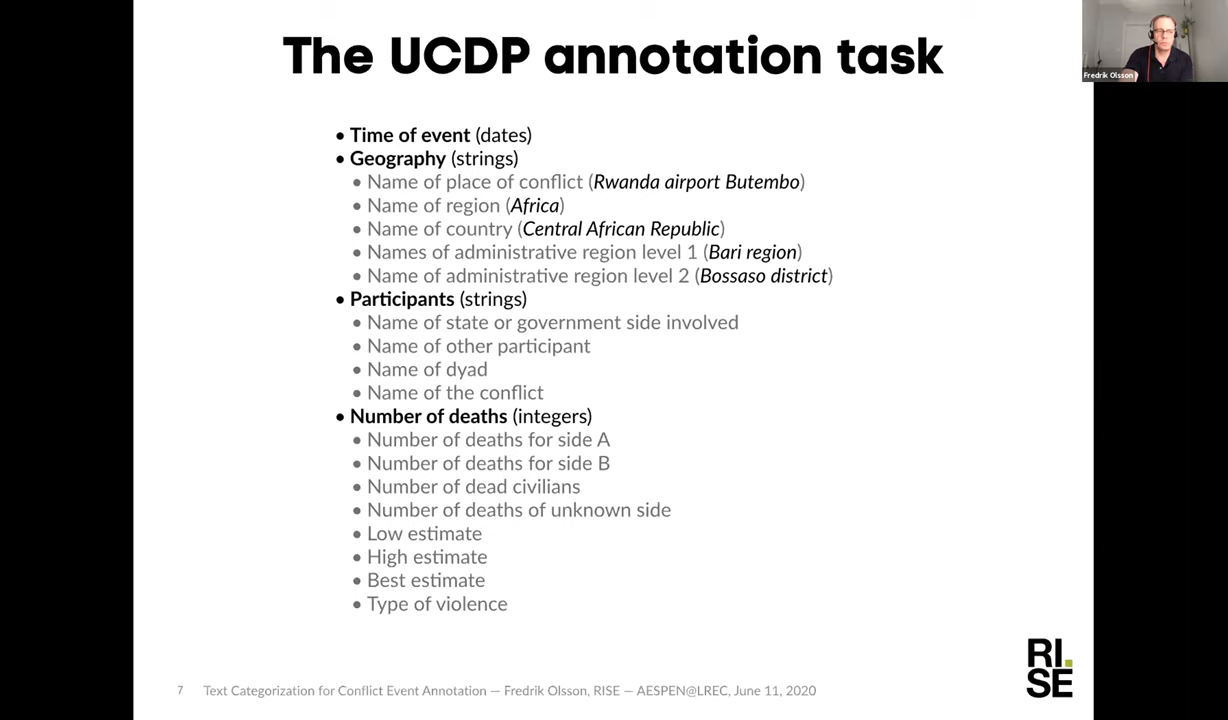 The UCDP annotation task
Fredrik Olsson
• Time of event (dates)
• Geography (strings)
• Name of place of conflict (Rwanda airport Butembo)
• Name of region (Africa)
• Name of country (Central African Republic)
• Names of administrative region level 1 (Bari region)
• Name of administrative region level 2 (Bossaso district)
• Participants (strings)
• Name of state or government side involved
• Name of other participant
• Name of dyad
• Name of the conflict
• Number of deaths (integers)
• Number of deaths for side A
• Number of deaths for side B
• Number of dead civilians
• Number of deaths of unknown side
• Low estimate
• High estimate
• Best estimate
• Type of violence
RI.
SE
7 Text Categorization for Conflict Event Annotation — Fredrik Olsson, RISE — AESPEN@LREC, June 11, 2020